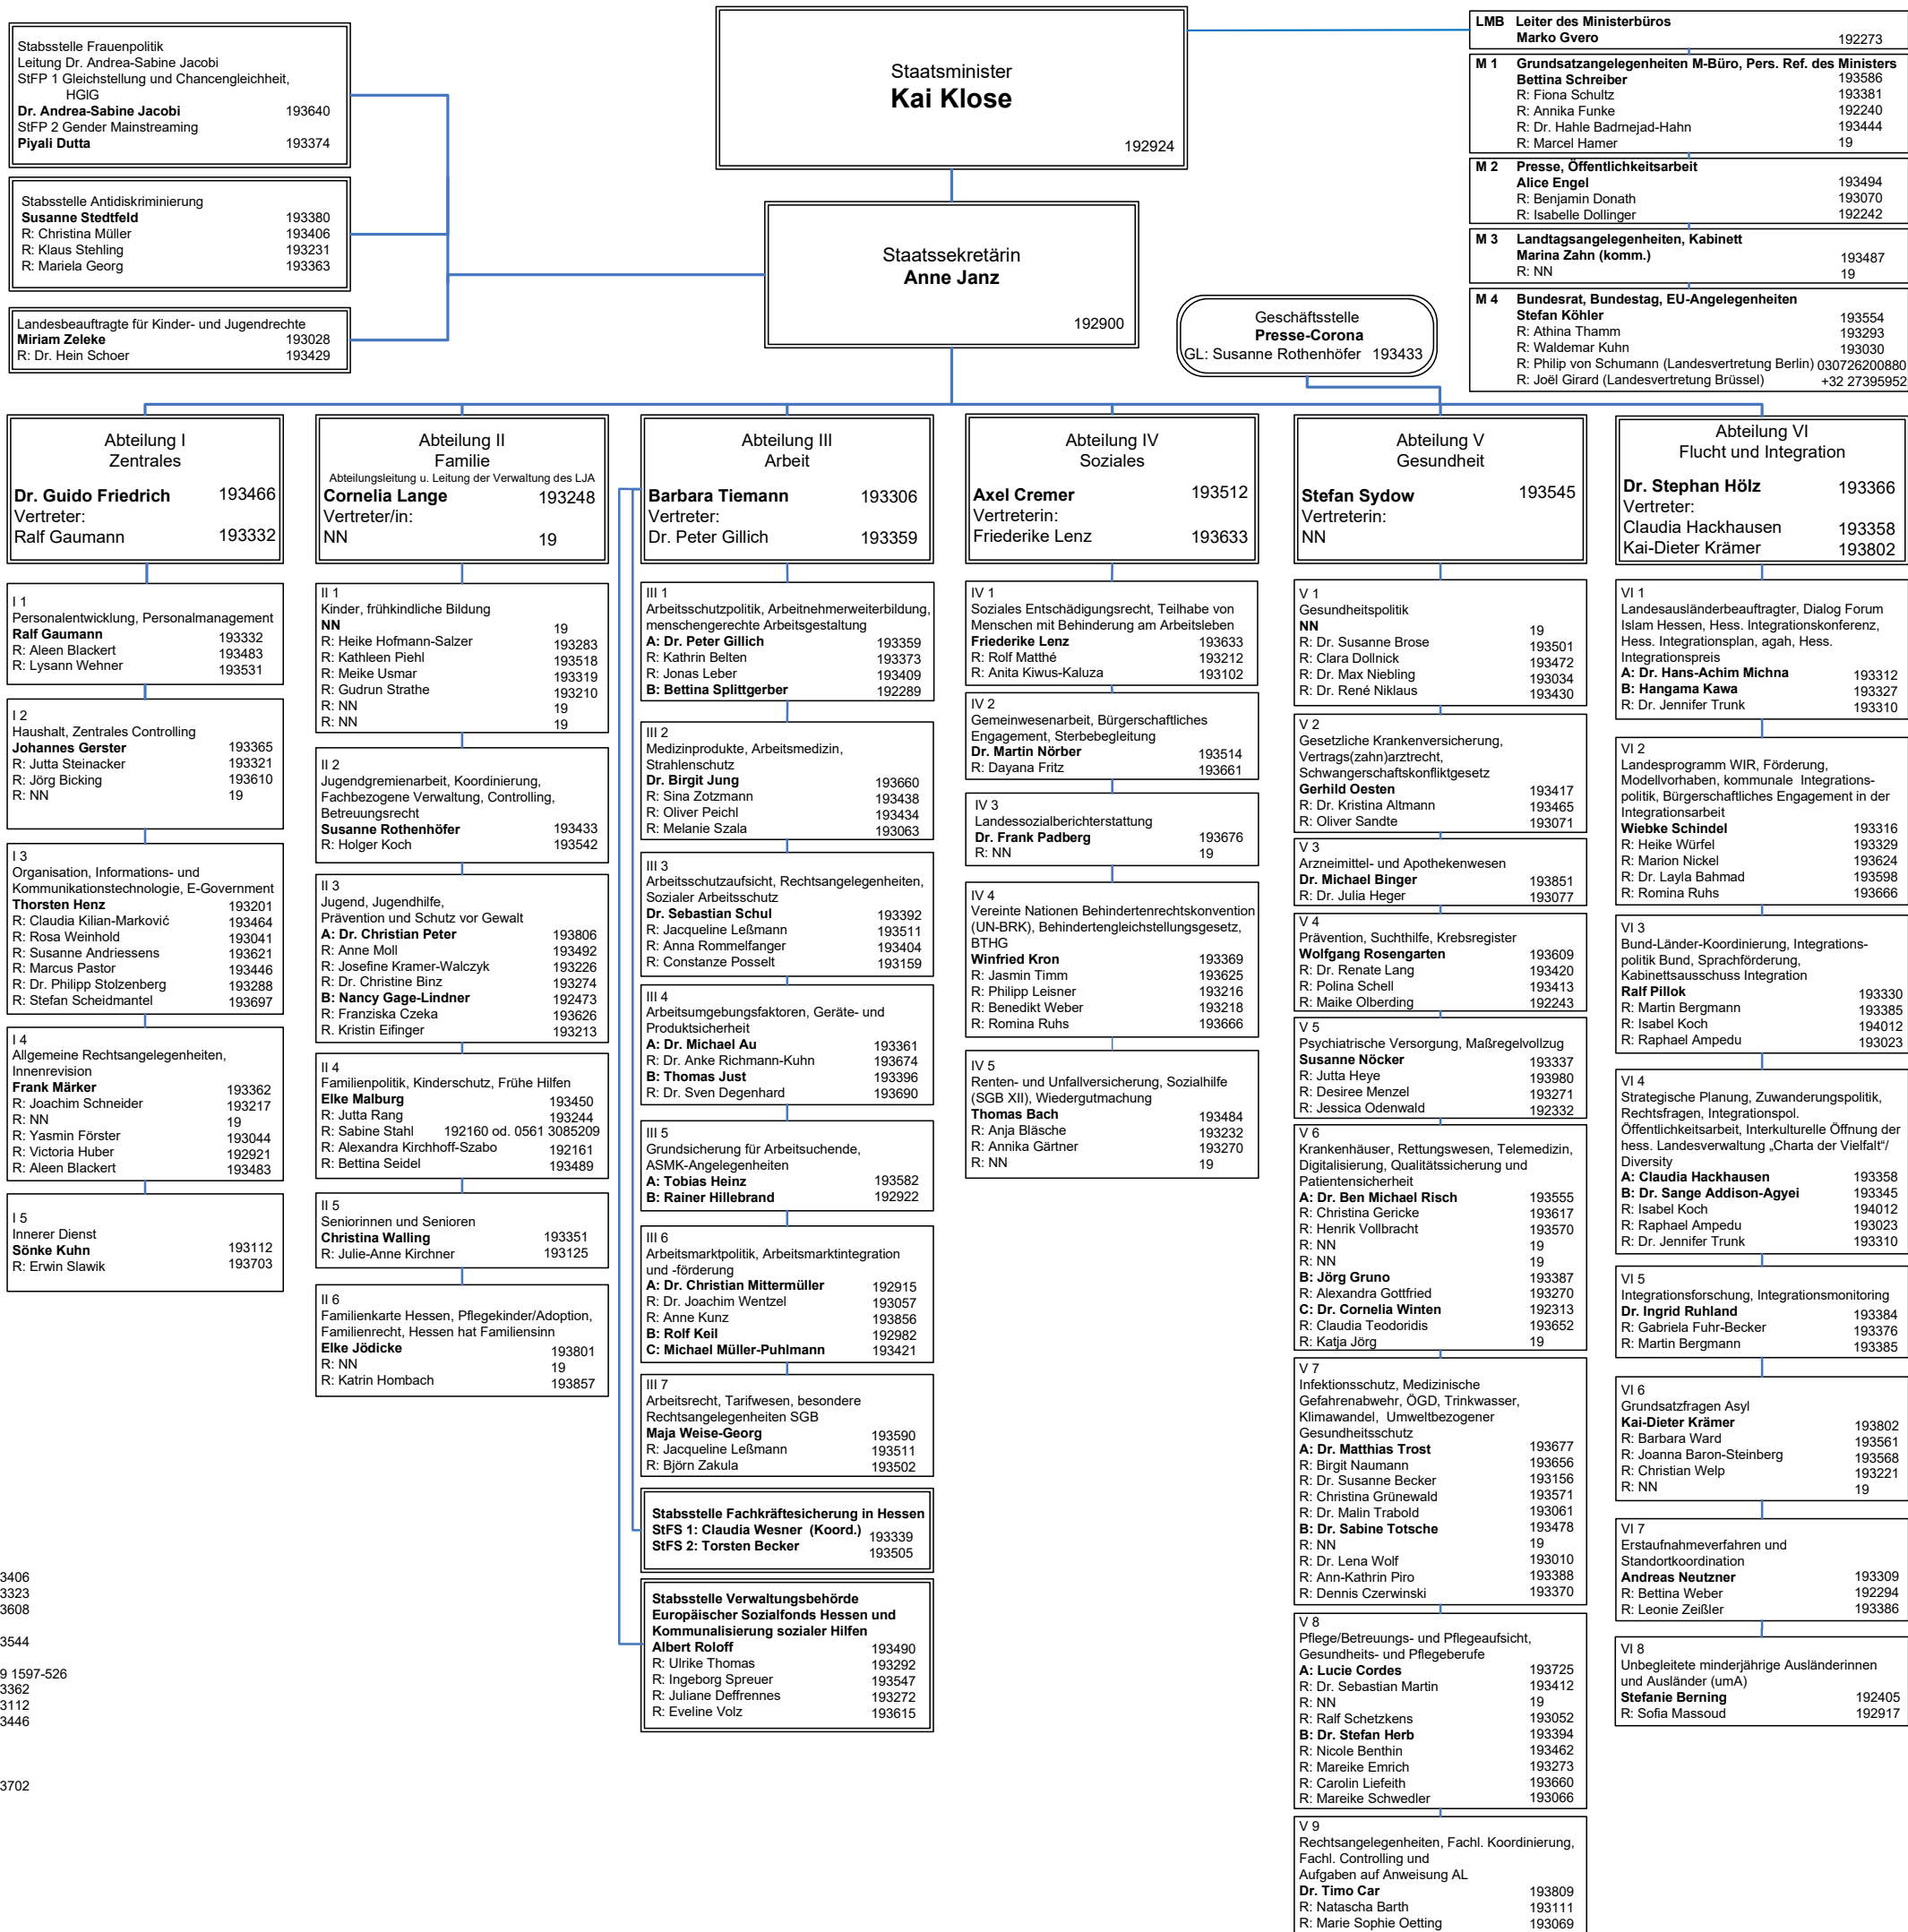 Stabsstelle Frauenpolitik
Leitung Dr. Andrea-Sabine Jacobi
StFP 1 Gleichstellung und Chancengleichheit,
HGlG
Dr. Andrea-Sabine Jacobi 193640
StFP 2 Gender Mainstreaming
Piyali Dutta 193374
Stabsstelle Antidiskriminierung
Susanne Stedtfeld 193380
R: Christina Müller 193406
R: Klaus Stehling 193231
R: Mariela Georg 193363
Landesbeauftragte für Kinder- und Jugendrechte
Miriam Zeleke 193028
R: Dr. Hein Schoer 193429
Staatsminister
Kai Klose
192924
Staatssekretärin
Anne Janz
192900
Geschäftsstelle
Presse-Corona
GL: Susanne Rothenhöfer 193433
LMB Leiter des Ministerbüros
Marko Gvero 192273
M 1 Grundsatzangelegenheiten M-Büro, Pers. Ref. des Ministers
Bettina Schreiber 193586
R: Fiona Schultz 193381
R: Annika Funke 192240
R: Dr. Hahle Badrnejad-Hahn 193444
R: Marcel Hamer 19
M 2 Presse, Öffentlichkeitsarbeit
Alice Engel 193494
R: Benjamin Donath 193070
R: Isabelle Dollinger 192242
M 3 Landtagsangelegenheiten, Kabinett
Marina Zahn (komm.) 193487
R: NN 19
M 4 Bundesrat, Bundestag, EU-Angelegenheiten
Stefan Köhler 193554
R: Athina Thamm 193293
R: Waldemar Kuhn 193030
R: Philip von Schumann (Landesvertretung Berlin) 030726200880
R: Joël Girard (Landesvertretung Brüssel) +32 27395952
Abteilung I
Zentrales
Dr. Guido Friedrich 193466
Vertreter:
Ralf Gaumann 193332
I 1
Personalentwicklung, Personalmanagement
Ralf Gaumann 193332
R: Aleen Blackert 193483
R: Lysann Wehner 193531
I 2
Haushalt, Zentrales Controlling
Johannes Gerster 193365
R: Jutta Steinacker 193321
R: Jörg Bicking 193610
R: NN 19
I 3
Organisation, Informations- und
Kommunikationstechnologie, E-Government
Thorsten Henz 193201
R: Claudia Kilian-Marković 193464
R: Rosa Weinhold 193041
R: Susanne Andriessens 193621
R: Marcus Pastor 193446
R: Dr. Philipp Stolzenberg 193288
R: Stefan Scheidmantel 193697
I 4
Allgemeine Rechtsangelegenheiten,
Innenrevision
Frank Märker 193362
R: Joachim Schneider 193217
R: NN 19
R: Yasmin Förster 193044
R: Victoria Huber 192921
R: Aleen Blackert 193483
I 5
Innerer Dienst
Sönke Kuhn 193112
R: Erwin Slawik 193703
3406
3323
3608
3544
9 1597-526
3362
3112
3446
3702
Abteilung II
Familie
Abteilungsleitung u. Leitung der Verwaltung des LJA
Cornelia Lange 193248
Vertreter/in:
NN 19
II 1
Kinder, frühkindliche Bildung
NN 19
R: Heike Hofmann-Salzer 193283
R: Kathleen Piehl 193518
R: Meike Usmar 193319
R: Gudrun Strathe 193210
R: NN 19
R: NN 19
II 2
Jugendgremienarbeit, Koordinierung,
Fachbezogene Verwaltung, Controlling,
Betreuungsrecht
Susanne Rothenhöfer 193433
R: Holger Koch 193542
II 3
Jugend, Jugendhilfe,
Prävention und Schutz vor Gewalt
A: Dr. Christian Peter 193806
R: Anne Moll 193492
R: Josefine Kramer-Walczyk 193226
R: Dr. Christine Binz 193274
B: Nancy Gage-Lindner 192473
R: Franziska Czeka 193626
R. Kristin Eifinger 193213
II 4
Familienpolitik, Kinderschutz, Frühe Hilfen
Elke Malburg 193450
R: Jutta Rang 193244
R: Sabine Stahl 192160 od. 0561 3085209
R: Alexandra Kirchhoff-Szabo 192161
R: Bettina Seidel 193489
II 5
Seniorinnen und Senioren
Christina Walling 193351
R: Julie-Anne Kirchner 193125
II 6
Familienkarte Hessen, Pflegekinder/Adoption,
Familienrecht, Hessen hat Familiensinn
Elke Jödicke 193801
R: NN 19
R: Katrin Hombach 193857
Abteilung III
Arbeit
Barbara Tiemann 193306
Vertreter:
Dr. Peter Gillich 193359
III 1
Arbeitsschutzpolitik, Arbeitnehmerweiterbildung,
menschengerechte Arbeitsgestaltung
A: Dr. Peter Gillich 193359
R: Kathrin Belten 193373
R: Jonas Leber 193409
B: Bettina Splittgerber 192289
III 2
Medizinprodukte, Arbeitsmedizin,
Strahlenschutz
Dr. Birgit Jung 193660
R: Sina Zotzmann 193438
R: Oliver Peichl 193434
R: Melanie Szala 193063
III 3
Arbeitsschutzaufsicht, Rechtsangelegenheiten,
Sozialer Arbeitsschutz
Dr. Sebastian Schul 193392
R: Jacqueline Leßmann 193511
R: Anna Rommelfanger 193404
R: Constanze Posselt 193159
III 4
Arbeitsumgebungsfaktoren, Geräte- und
Produktsicherheit
A: Dr. Michael Au 193361
R: Dr. Anke Richmann-Kuhn 193674
B: Thomas Just 193396
R: Dr. Sven Degenhard 193690
III 5
Grundsicherung für Arbeitsuchende,
ASMK-Angelegenheiten
A: Tobias Heinz 193582
B: Rainer Hillebrand 192922
III 6
Arbeitsmarktpolitik, Arbeitsmarktintegration
und -förderung
A: Dr. Christian Mittermüller 192915
R: Dr. Joachim Wentzel 193057
R: Anne Kunz 193856
B: Rolf Keil 192982
C: Michael Müller-Puhlmann 193421
III 7
Arbeitsrecht, Tarifwesen, besondere
Rechtsangelegenheiten SGB
Maja Weise-Georg 193590
R: Jacqueline Leßmann 193511
R: Björn Zakula 193502
Stabsstelle Fachkräftesicherung in Hessen
StFS 1: Claudia Wesner (Koord.) 193339
StFS 2: Torsten Becker 193505
Stabsstelle Verwaltungsbehörde
Europäischer Sozialfonds Hessen und
Kommunalisierung sozialer Hilfen
Albert Roloff 193490
R: Ulrike Thomas 193292
R: Ingeborg Spreuer 193547
R: Juliane Deffrennes 193272
R: Eveline Volz 193615
Abteilung IV
Soziales
Axel Cremer 193512
Vertreterin:
Friederike Lenz 193633
IV 1
Soziales Entschädigungsrecht, Teilhabe von
Menschen mit Behinderung am Arbeitsleben
Friederike Lenz 193633
R: Rolf Matthé 193212
R: Anita Kiwus-Kaluza 193102
IV 2
Gemeinwesenarbeit, Bürgerschaftliches
Engagement, Sterbebegleitung
Dr. Martin Nörber 193514
R: Dayana Fritz 193661
IV 3
Landessozialberichterstattung
Dr. Frank Padberg 193676
R: NN 19
IV 4
Vereinte Nationen Behindertenrechtskonvention
(UN-BRK), Behindertengleichstellungsgesetz,
BTHG
Winfried Kron 193369
R: Jasmin Timm 193625
R: Philipp Leisner 193216
R: Benedikt Weber 193218
R: Romina Ruhs 193666
IV 5
Renten- und Unfallversicherung, Sozialhilfe
(SGB XII), Wiedergutmachung
Thomas Bach 193484
R: Anja Bläsche 193232
R: Annika Gärtner 193270
R: NN 19
Abteilung V
Gesundheit
Stefan Sydow 193545
Vertreterin:
NN
V 1
Gesundheitspolitik
NN 19
R: Dr. Susanne Brose 193501
R: Clara Dollnick 193472
R: Dr. Max Niebling 193034
R: Dr. René Niklaus 193430
V 2
Gesetzliche Krankenversicherung,
Vertrags(zahn)arztrecht,
Schwangerschaftskonfliktgesetz
Gerhild Oesten 193417
R: Dr. Kristina Altmann 193465
R: Oliver Sandte 193071
V 3
Arzneimittel- und Apothekenwesen
Dr. Michael Binger 193851
R: Dr. Julia Heger 193077
V 4
Prävention, Suchthilfe, Krebsregister
Wolfgang Rosengarten 193609
R: Dr. Renate Lang 193420
R: Polina Schell 193413
R: Maike Olberding 192243
V 5
Psychiatrische Versorgung, Maßregelvollzug
Susanne Nöcker 193337
R: Jutta Heye 193980
R: Desiree Menzel 193271
R: Jessica Odenwald 192332
V 6
Krankenhäuser, Rettungswesen, Telemedizin,
Digitalisierung, Qualitätssicherung und
Patientensicherheit
A: Dr. Ben Michael Risch 193555
R: Christina Gericke 193617
R: Henrik Vollbracht 193570
R: NN 19
R: NN 19
B: Jörg Gruno 193387
R: Alexandra Gottfried 193270
C: Dr. Cornelia Winten 192313
R: Claudia Teodoridis 193652
R: Katja Jörg 19
V 7
Infektionsschutz, Medizinische
Gefahrenabwehr, ÖGD, Trinkwasser,
Klimawandel, Umweltbezogener
Gesundheitsschutz
A: Dr. Matthias Trost 193677
R: Birgit Naumann 193656
R: Dr. Susanne Becker 193156
R: Christina Grünewald 193571
R: Dr. Malin Trabold 193061
B: Dr. Sabine Totsche 193478
R: NN 19
R: Dr. Lena Wolf 193010
R: Ann-Kathrin Piro 193388
R: Dennis Czerwinski 193370
V 8
Pflege/Betreuungs- und Pflegeaufsicht,
Gesundheits- und Pflegeberufe
A: Lucie Cordes 193725
R: Dr. Sebastian Martin 193412
R: NN 19
R: Ralf Schetzkens 193052
B: Dr. Stefan Herb 193394
R: Nicole Benthin 193462
R: Mareike Emrich 193273
R: Carolin Liefeith 193660
R: Mareike Schwedler 193066
V 9
Rechtsangelegenheiten, Fachl. Koordinierung,
Fachl. Controlling und
Aufgaben auf Anweisung AL
Dr. Timo Car 193809
R: Natascha Barth 193111
R: Marie Sophie Oetting 193069
Abteilung VI
Flucht und Integration
Dr. Stephan Hölz 193366
Vertreter:
Claudia Hackhausen 193358
Kai-Dieter Krämer 193802
VI 1
Landesausländerbeauftragter, Dialog Forum
Islam Hessen, Hess. Integrationskonferenz,
Hess. Integrationsplan, agah, Hess.
Integrationspreis
A: Dr. Hans-Achim Michna 193312
B: Hangama Kawa 193327
R: Dr. Jennifer Trunk 193310
VI 2
Landesprogramm WIR, Förderung,
Modellvorhaben, kommunale Integrations-
politik, Bürgerschaftliches Engagement in der
Integrationsarbeit
Wiebke Schindel 193316
R: Heike Würfel 193329
R: Marion Nickel 193624
R: Dr. Layla Bahmad 193598
R: Romina Ruhs 193666
VI 3
Bund-Länder-Koordinierung, Integrations-
politik Bund, Sprachförderung,
Kabinettsausschuss Integration
Ralf Pillok 193330
R: Martin Bergmann 193385
R: Isabel Koch 194012
R: Raphael Ampedu 193023
VI 4
Strategische Planung, Zuwanderungspolitik,
Rechtsfragen, Integrationspol.
Öffentlichkeitsarbeit, Interkulturelle Öffnung der
hess. Landesverwaltung „Charta der Vielfalt“/
Diversity
A: Claudia Hackhausen 193358
B: Dr. Sange Addison-Agyei 193345
R: Isabel Koch 194012
R: Raphael Ampedu 193023
R: Dr. Jennifer Trunk 193310
VI 5
Integrationsforschung, Integrationsmonitoring
Dr. Ingrid Ruhland 193384
R: Gabriela Fuhr-Becker 193376
R: Martin Bergmann 193385
VI 6
Grundsatzfragen Asyl
Kai-Dieter Krämer 193802
R: Barbara Ward 193561
R: Joanna Baron-Steinberg 193568
R: Christian Welp 193221
R: NN 19
VI 7
Erstaufnahmeverfahren und
Standortkoordination
Andreas Neutzner 193309
R: Bettina Weber 192294
R: Leonie Zeißler 193386
VI 8
Unbegleitete minderjährige Ausländerinnen
und Ausländer (umA)
Stefanie Berning 192405
R: Sofia Massoud 192917